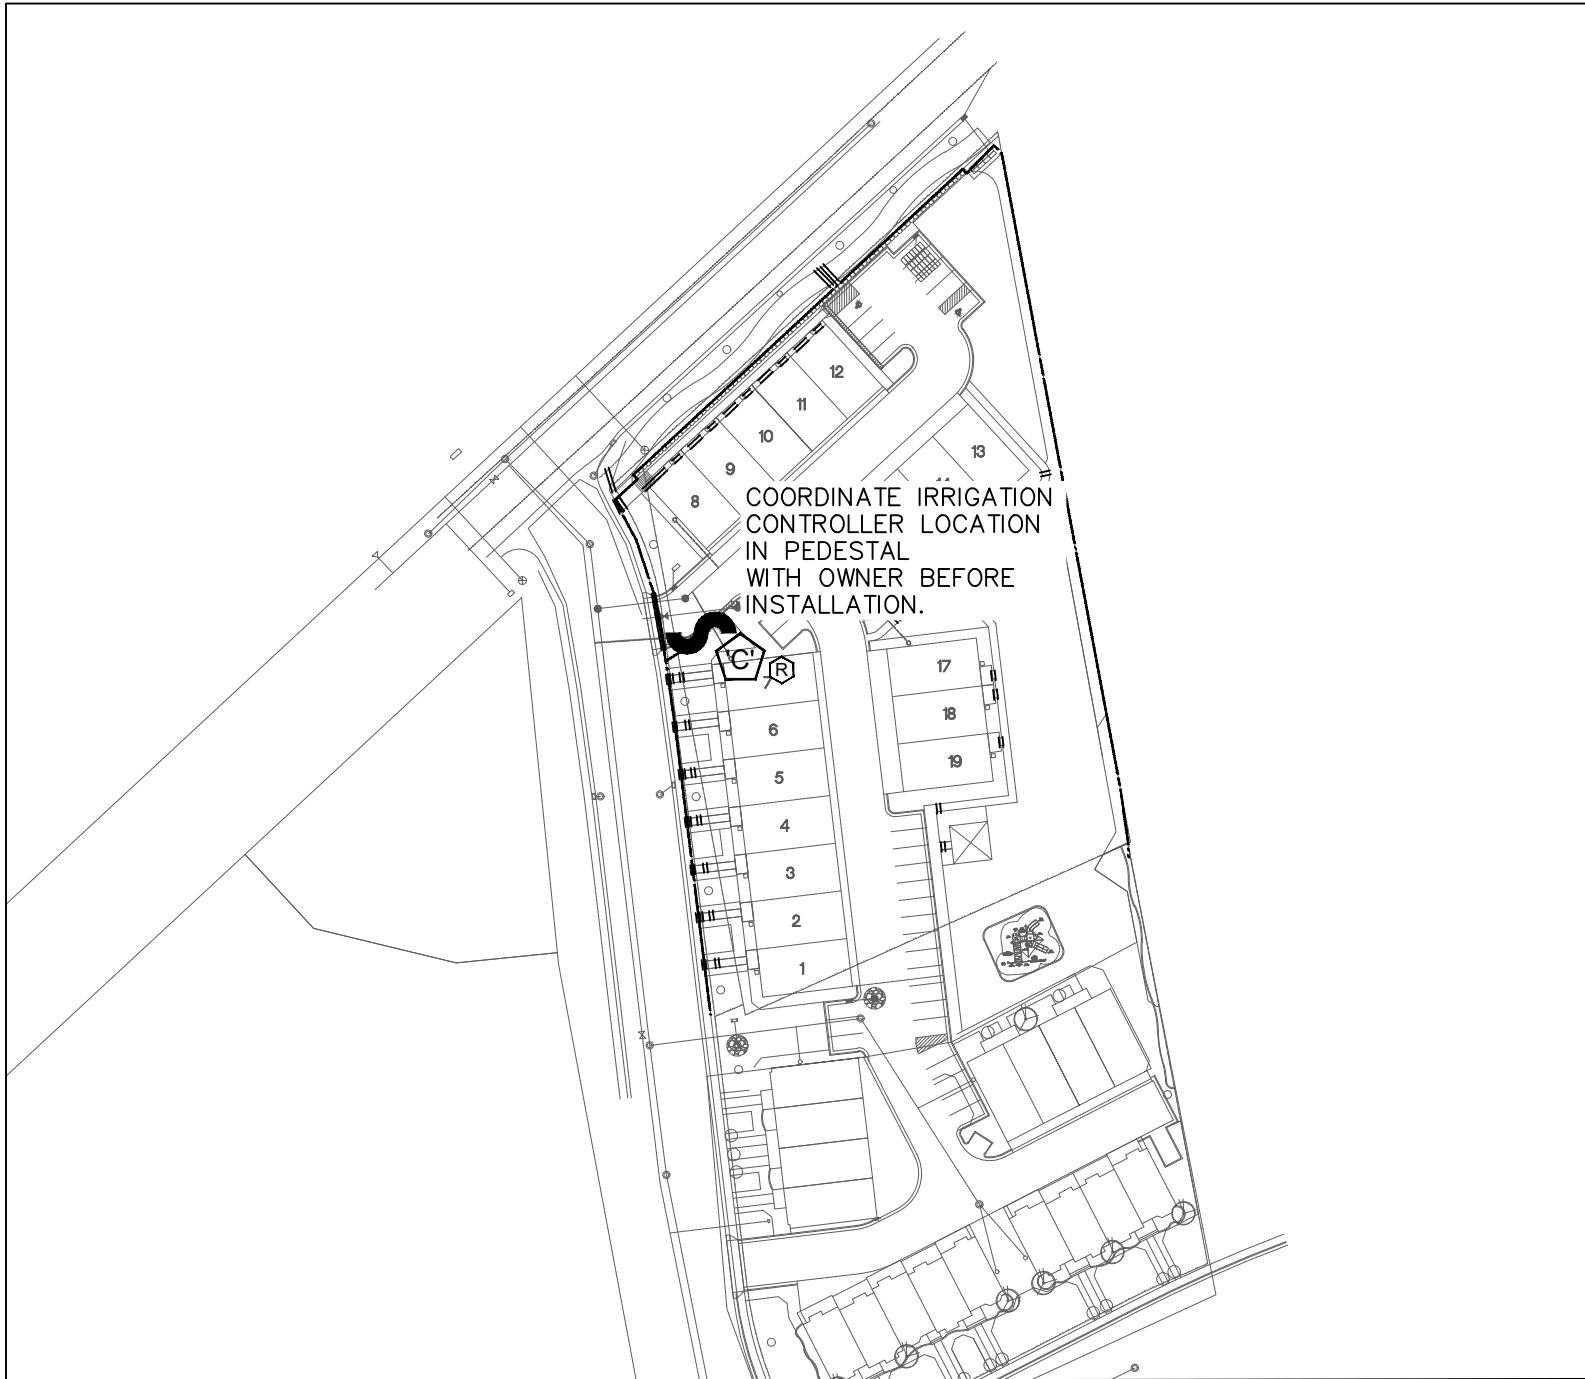 12
11
10
9
8
13
COORDINATE IRRIGATION
CONTROLLER LOCATION
IN PEDESTAL
WITH OWNER BEFORE
INSTALLATION.
'C'
R
7
6
5
4
3
2
1
17
18
19